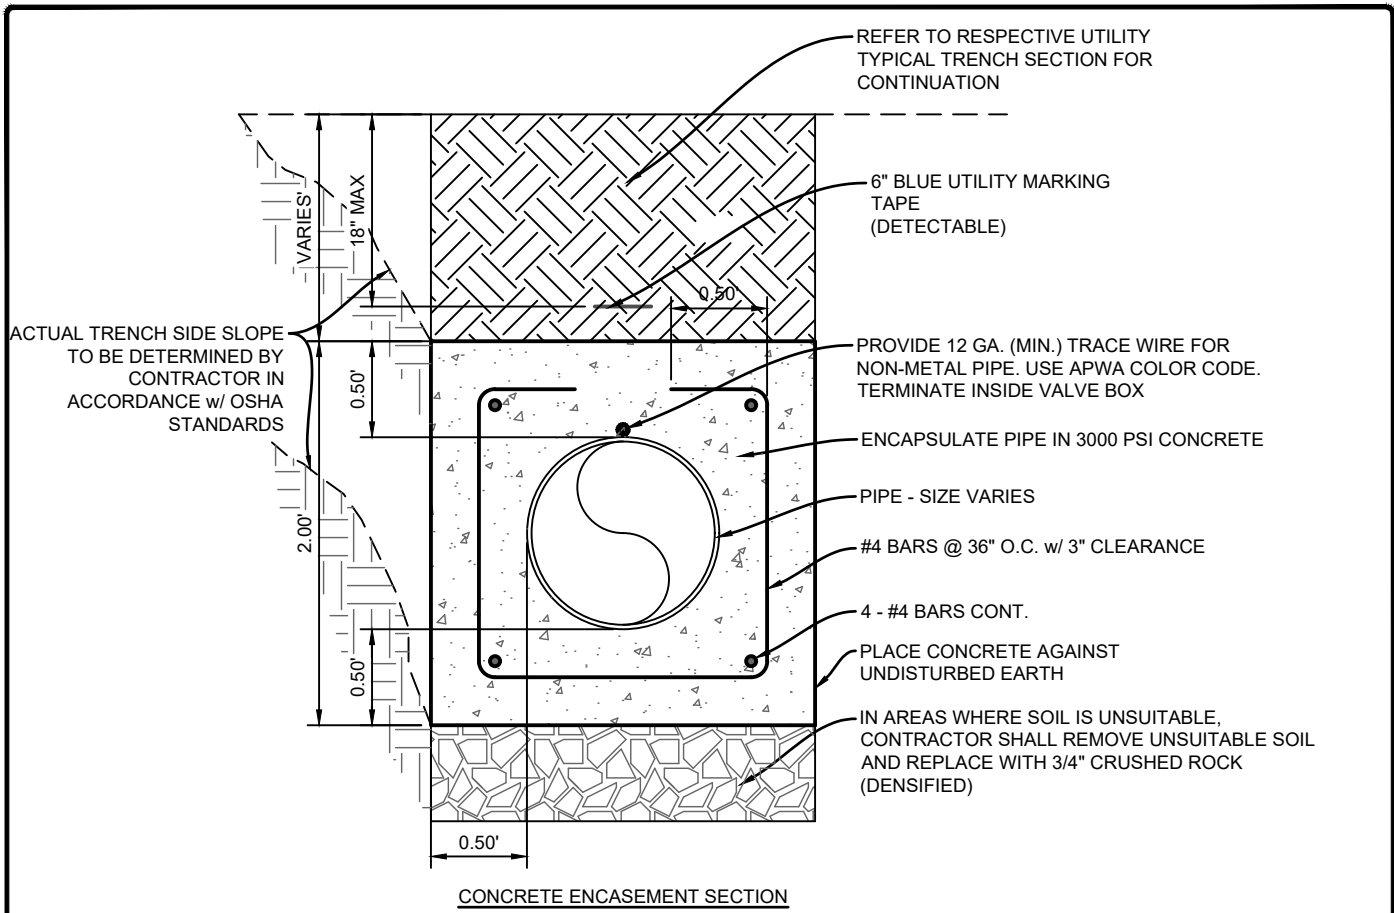 REFER TO RESPECTIVE UTILITY
TYPICAL TRENCH SECTION FOR
CONTINUATION
6" BLUE UTILITY MARKING
TAPE
(DETECTABLE)
VARIES'
18" MAX
0.50'
ACTUAL TRENCH SIDE SLOPE
TO BE DETERMINED BY
CONTRACTOR IN
ACCORDANCE w/ OSHA
STANDARDS
0.50'
PROVIDE 12 GA. (MIN.) TRACE WIRE FOR
NON-METAL PIPE. USE APWA COLOR CODE.
TERMINATE INSIDE VALVE BOX
ENCAPSULATE PIPE IN 3000 PSI CONCRETE
PIPE - SIZE VARIES
2.00'
#4 BARS @ 36" O.C. w/ 3" CLEARANCE
4 - #4 BARS CONT.
0.50'
PLACE CONCRETE AGAINST
UNDISTURBED EARTH
IN AREAS WHERE SOIL IS UNSUITABLE,
CONTRACTOR SHALL REMOVE UNSUITABLE SOIL
AND REPLACE WITH 3/4" CRUSHED ROCK
(DENSIFIED)
0.50'
CONCRETE ENCASEMENT SECTION